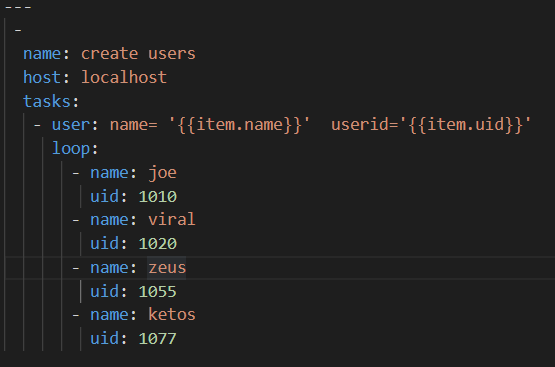 ---
-
name: create users
host: localhost
tasks:
- user: name= '{{item.name}}'  userid='{{item.uid}}'
loop:
- name: joe
uid: 1010
- name: viral
uid: 1020
- name: zeus
uid: 1055
- name: ketos
uid: 1077